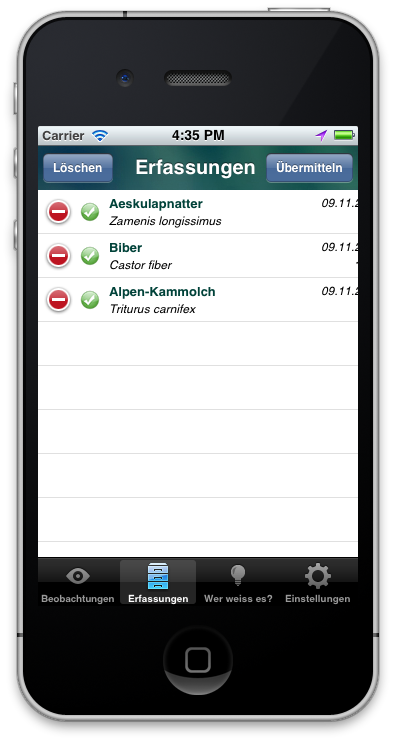 Carrier 4:35 PM
Löschen Erfassungen Übermitteln
Aeskulapnatter 09.11.2
Zamenis longissimus
Biber 09.11.2
Castor fiber
Alpen-Kammolch 09.11.2
Triturus carnifex
Beobachtungen Erfassungen Wer weiss es? Einstellungen